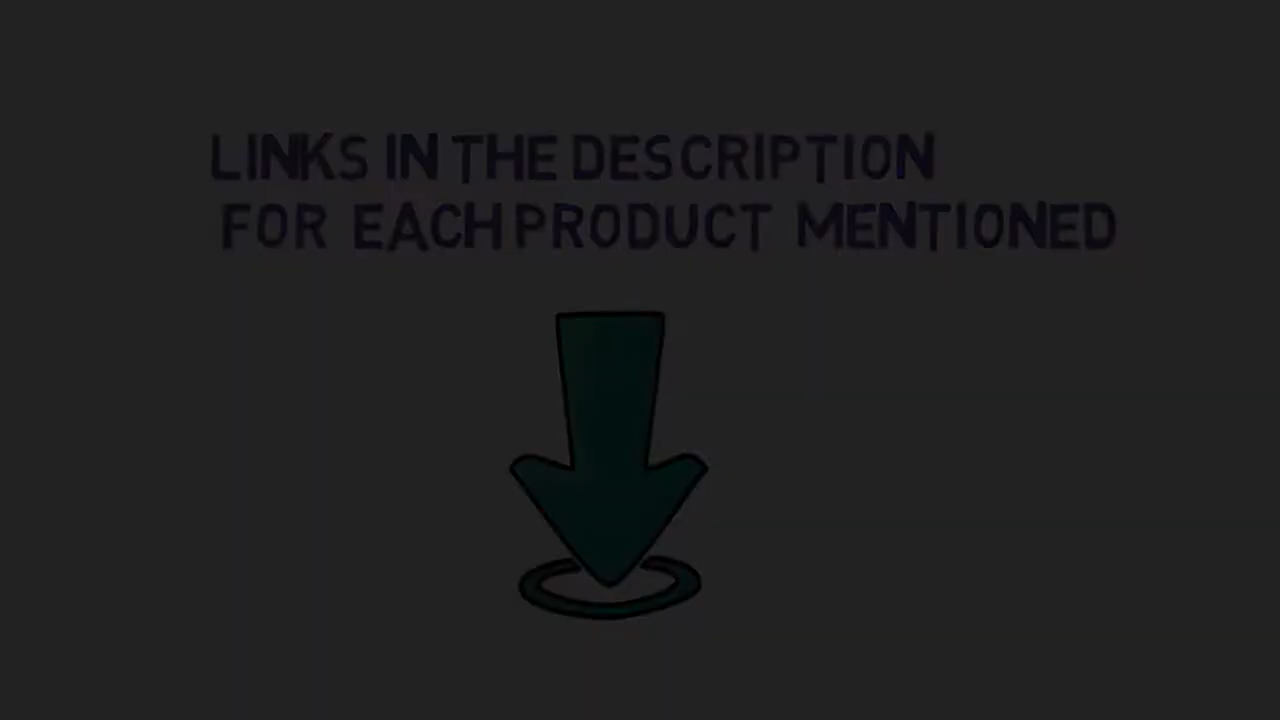 LINKS IN THE DESCRIPTION
FOR EACH PRODUCT MENTIONED